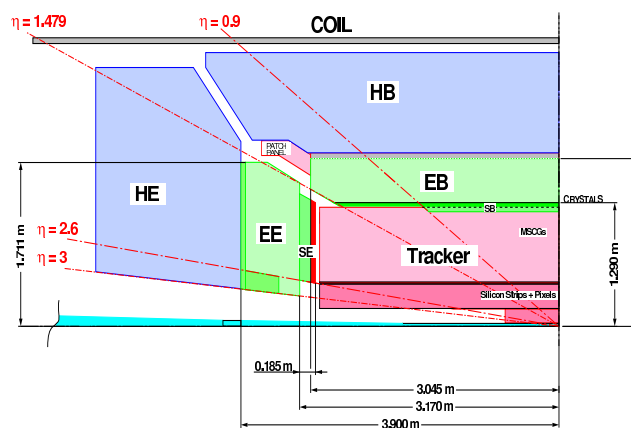 η = 1.479
η = 0.9
COIL
HB
PATCH
PANEL
EB
HE
CRYSTALS
SB
EE
1.711 m
η = 2.6
MSCGs
SE
Tracker
1.290 m
η = 3
Silicon Strips + Pixels
0.185 m
3.045 m
3.170 m
3.900 m